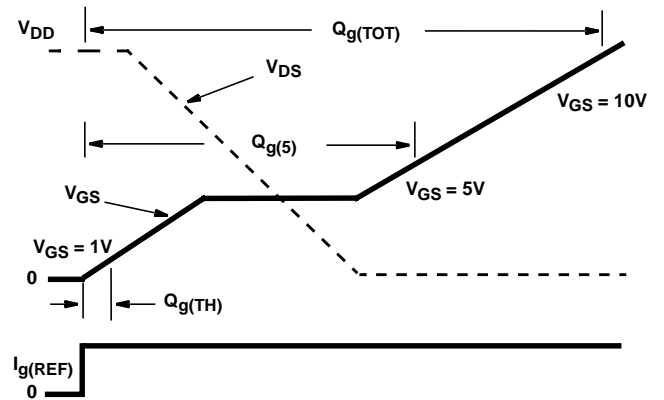 V_DD
Q_g(TOT)
V_DS
V_GS = 10V
Q_g(5)
V_GS
V_GS = 5V
V_GS = 1V
0
Q_g(TH)
I_g(REF)
0